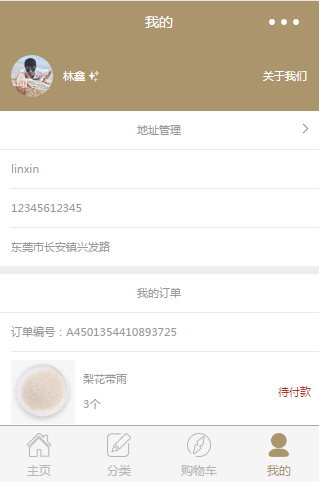 我的
林鑫
关于我们
地址管理
linxin
12345612345
东莞市长安镇兴发路
我的订单
订单编号：A4501354410893725
梨花带雨
3个
待付款
主页
分类
购物车
我的